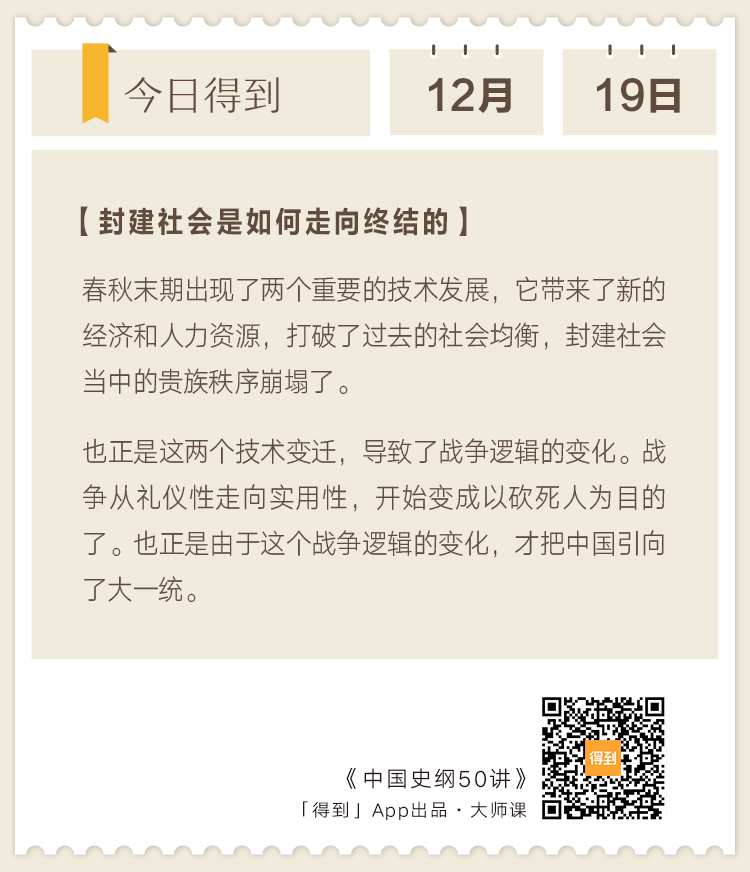 今日得到
12月
19日
【封建社会是如何走向终结的】
春秋末期出现了两个重要的技术发展，它带来了新的
经济和人力资源，打破了过去的社会均衡，封建社会
当中的贵族秩序崩塌了。
也正是这两个技术变迁，导致了战争逻辑的变化。战
争从礼仪性走向实用性，开始变成以砍死人为目的
了。也正是由于这个战争逻辑的变化，才把中国引向
了大一统。
得到
《中国史纲50讲》
「得到」App出品·大师课